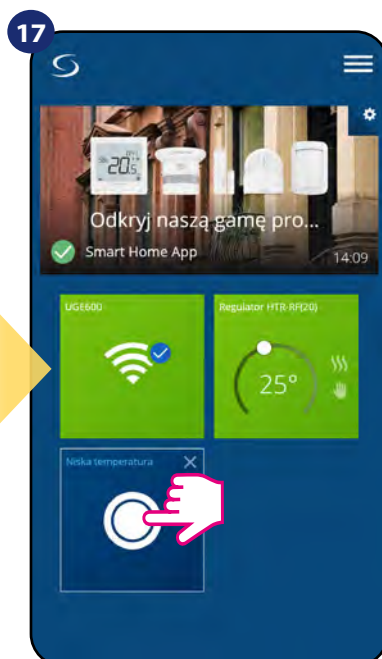 17
20.5
Odkryj naszą gamę pro...
Smart Home App
14:09
UGE600
Regulator HTR-RF(20)
25°
Niska temperatura